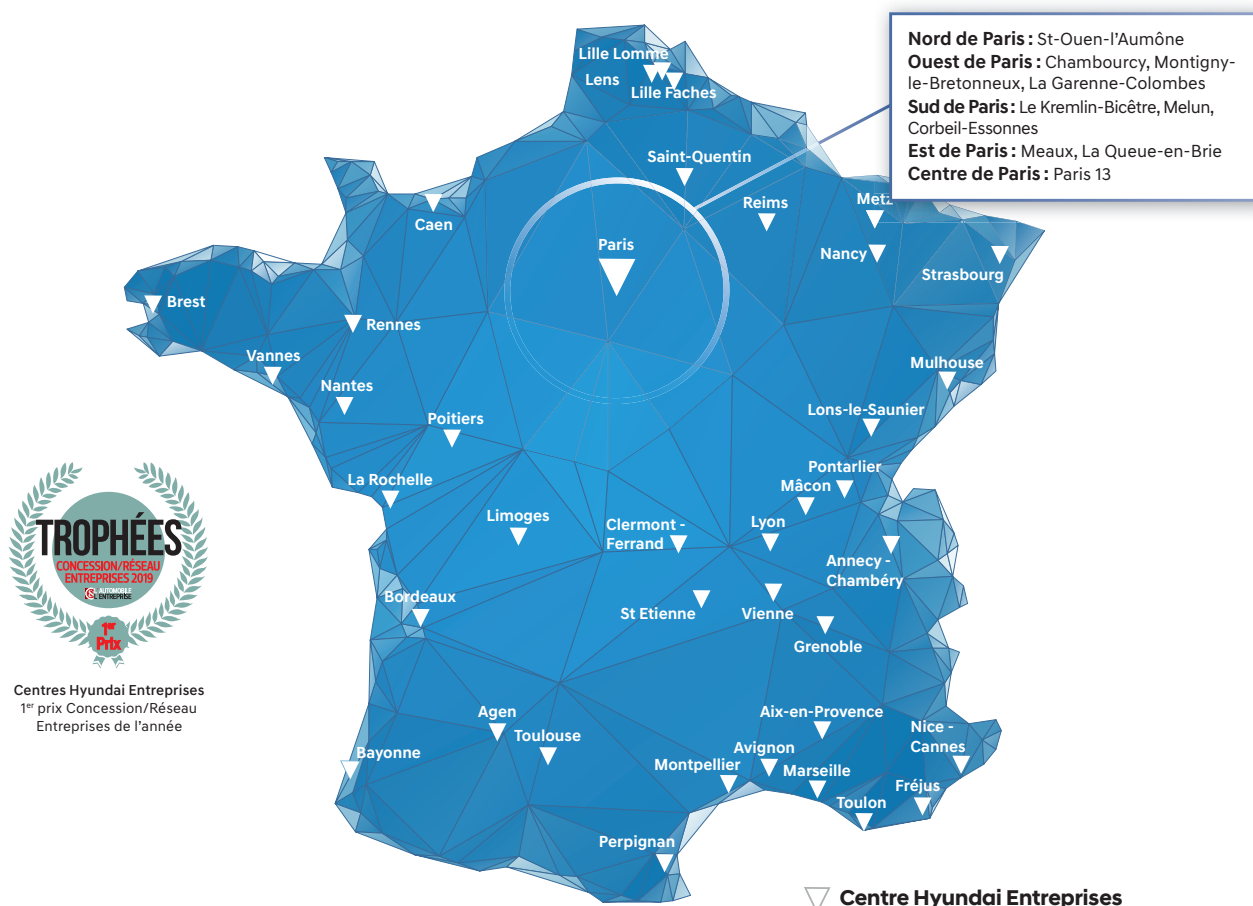 Nord de Paris : St-Ouen-l’Aumône
Ouest de Paris : Chambourcy, Montigny-
le-Bretonneux, La Garenne-Colombes
Sud de Paris : Le Kremlin-Bicêtre, Melun,
Corbeil-Essonnes
Est de Paris : Meaux, La Queue-en-Brie
Centre de Paris : Paris 13
Lille Lomme
Lens
Lille Faches
Saint-Quentin
Reims
Metz
Caen
Paris
Nancy
Strasbourg
Brest
Rennes
Vannes
Nantes
Mulhouse
Poitiers
Lons-le-Saunier
Pontarlier
La Rochelle
Mâcon
Limoges
Clermont -
Ferrand
Lyon
Annecy -
Chambéry
Bordeaux
St Etienne
Vienne
Grenoble
Agen
Toulouse
Bayonne
Aix-en-Provence
Nice -
Cannes
Avignon
Montpellier
Marseille
Fréjus
Toulon
Perpignan
TROPHÉES
CONCESSION/RÉSEAU
ENTREPRISES 2019
L'AUTOMOBILE
& L'ENTREPRISE
1er
Prix
Centres Hyundai Entreprises
1er prix Concession/Réseau
Entreprises de l’année
Centre Hyundai Entreprises